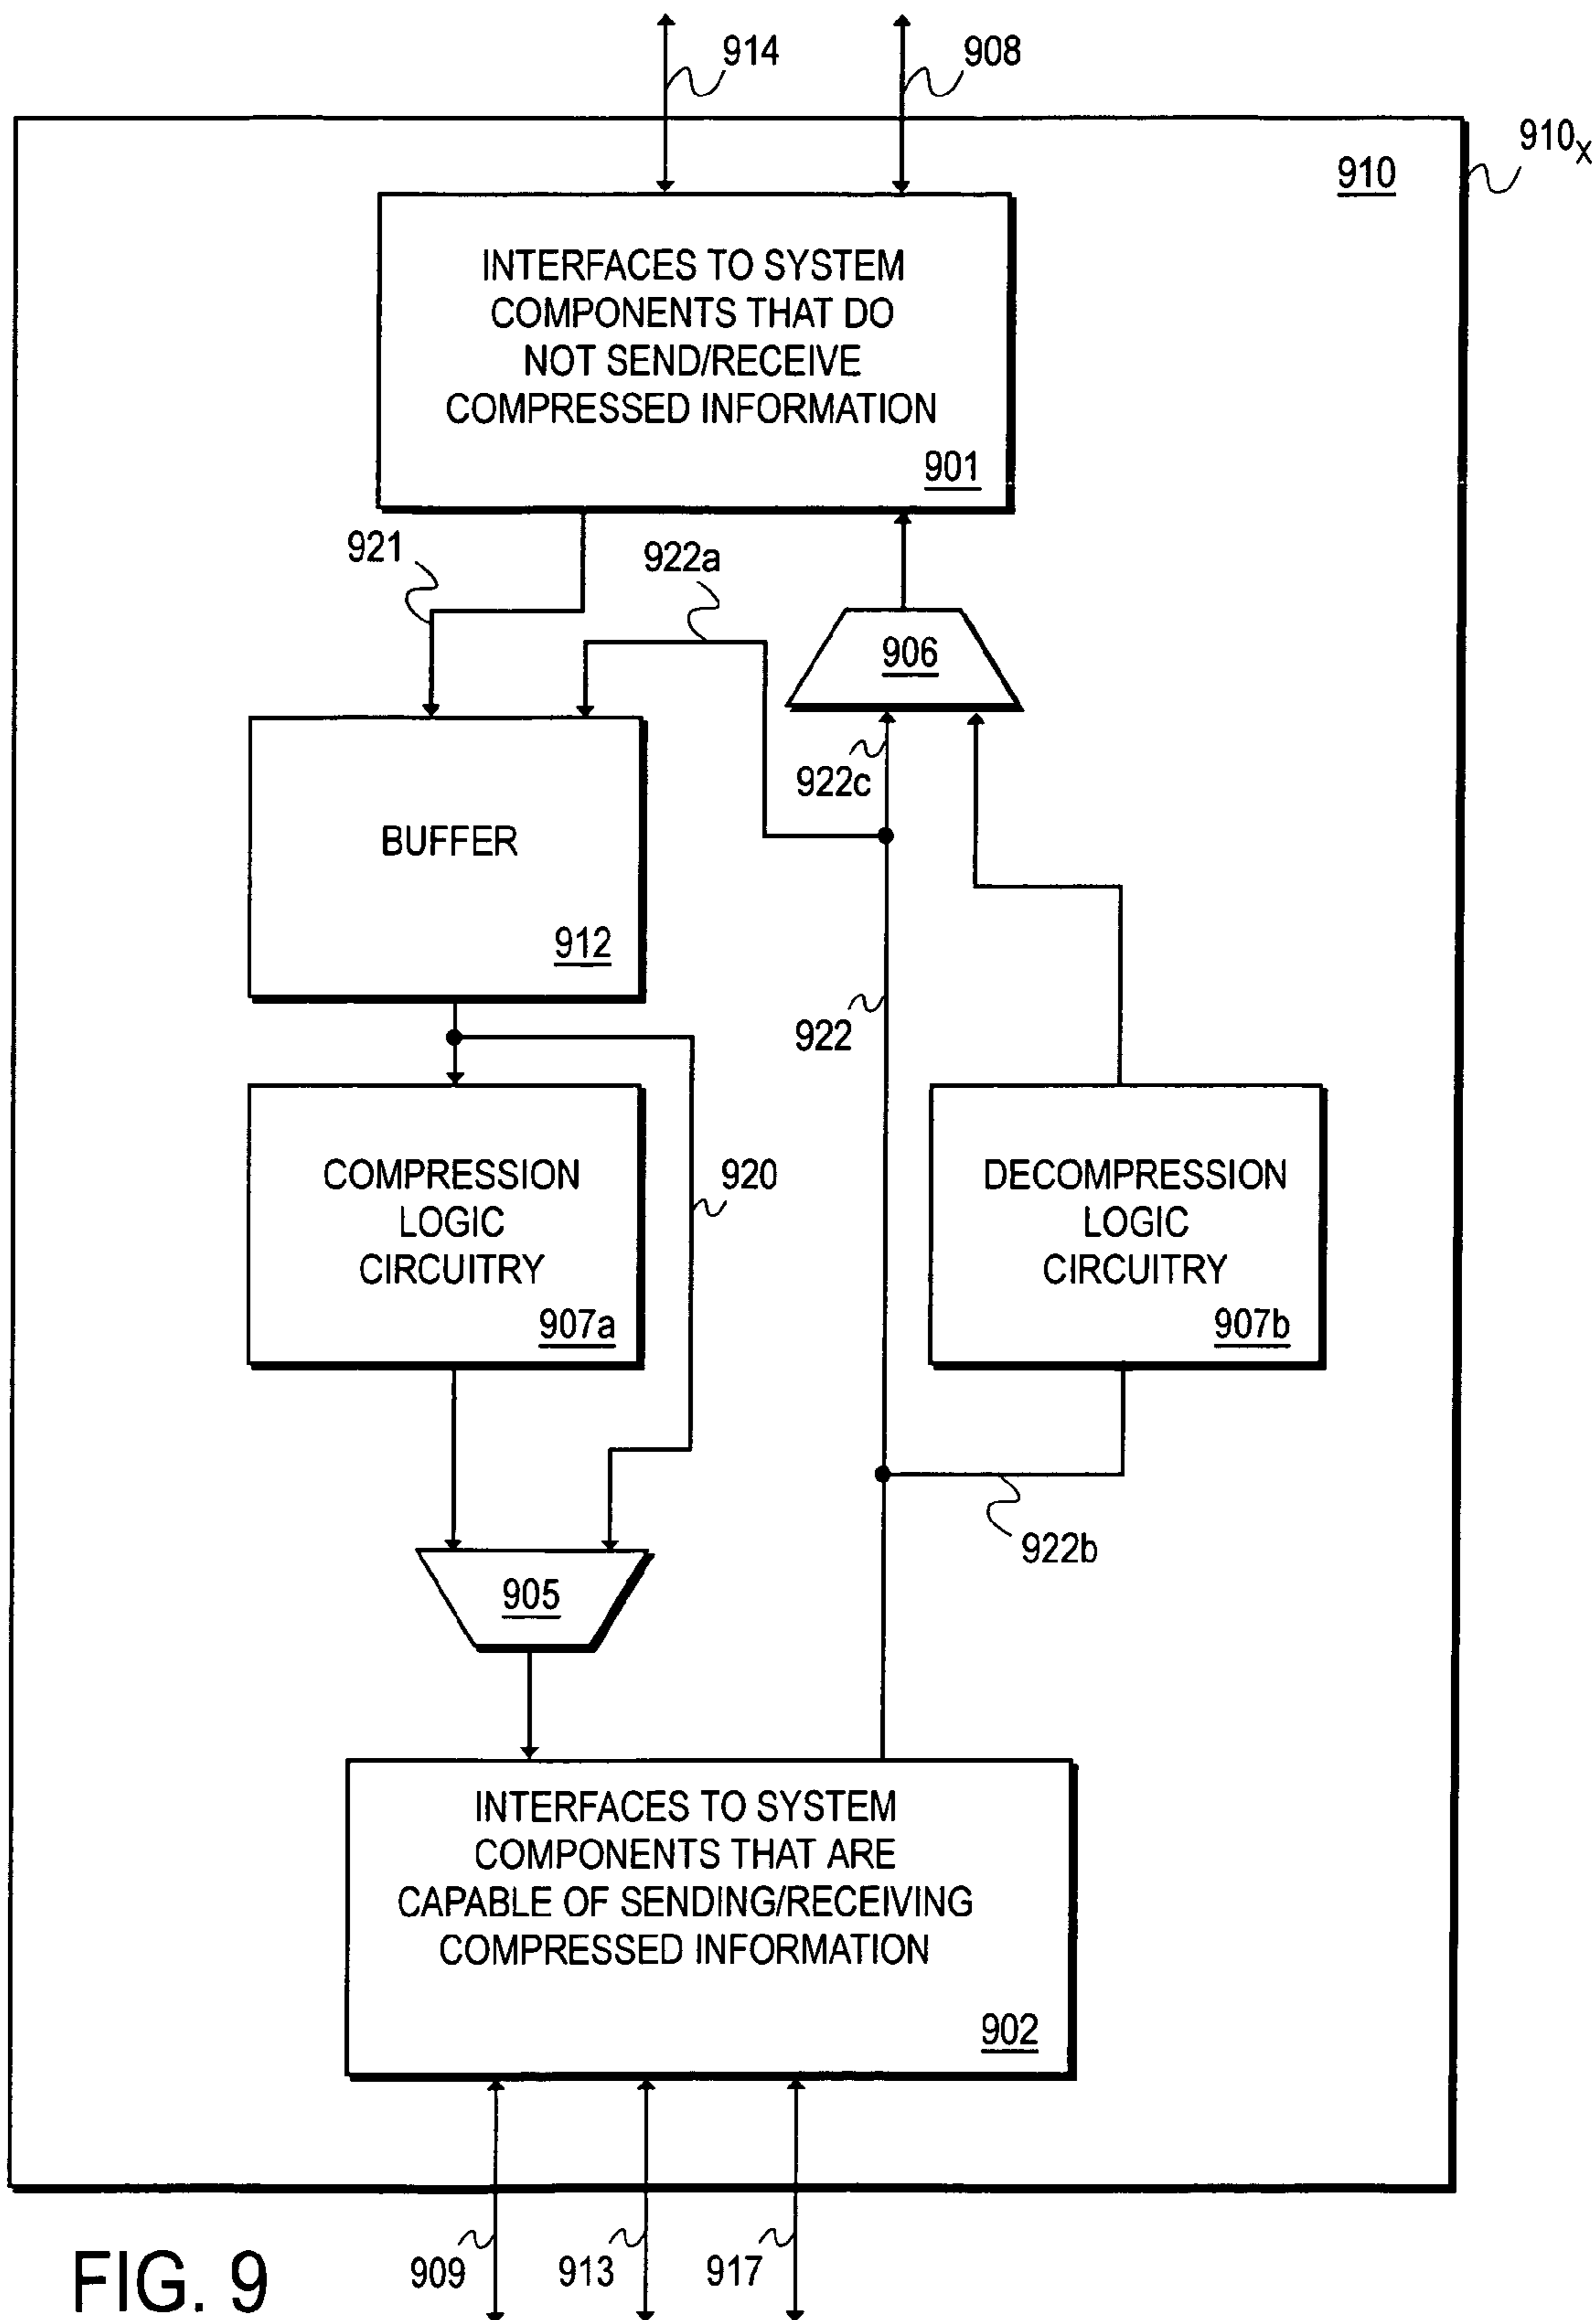 914
908
910X
910
INTERFACES TO SYSTEM
COMPONENTS THAT DO
NOT SEND/RECEIVE
COMPRESSED INFORMATION
901
921
922a
906
922c
BUFFER
912
922
COMPRESSION
LOGIC
CIRCUITRY
907a
920
DECOMPRESSION
LOGIC
CIRCUITRY
907b
922b
905
INTERFACES TO SYSTEM
COMPONENTS THAT ARE
CAPABLE OF SENDING/RECEIVING
COMPRESSED INFORMATION
902
909
913
917
FIG. 9